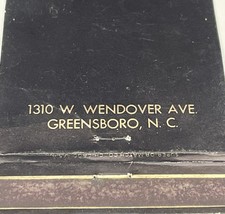 1310 W. WENDOVER AVE.
GREENSBORO, N. C.